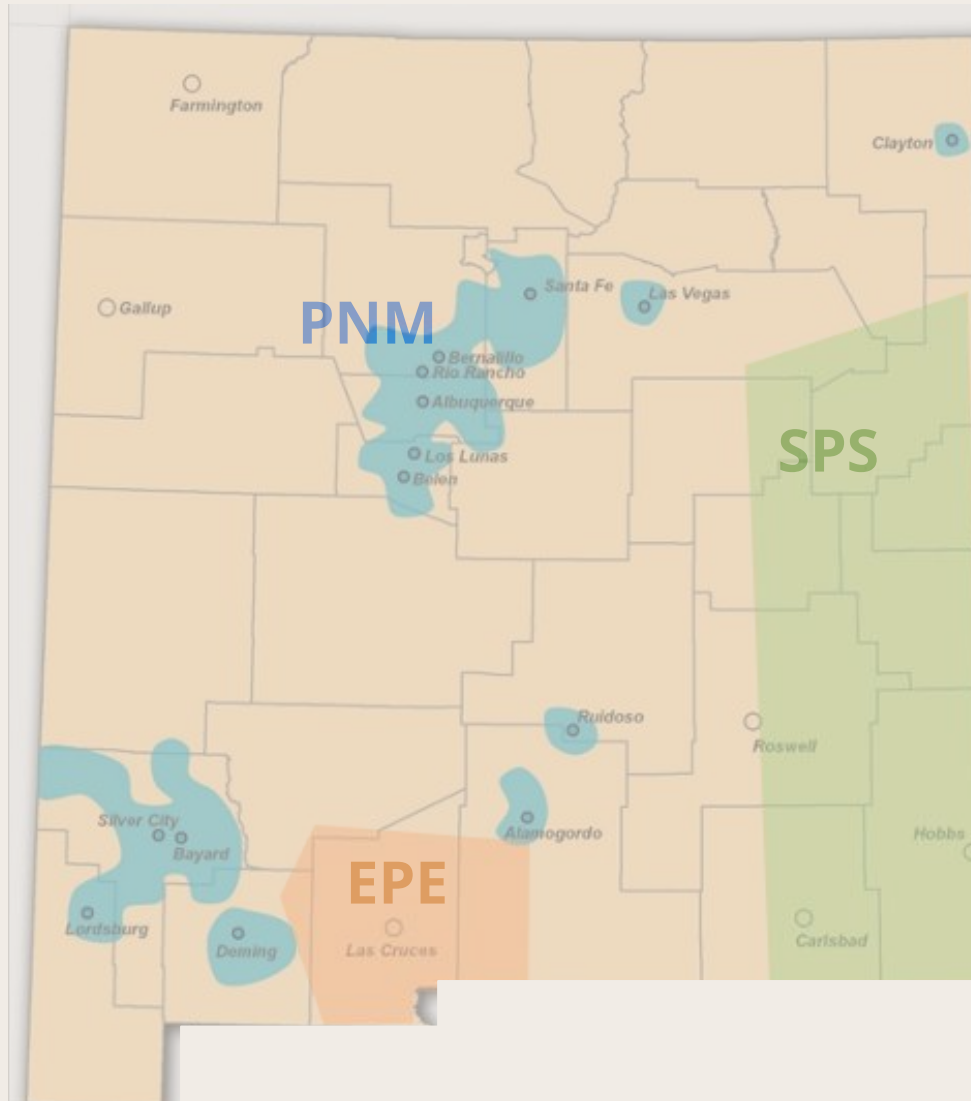 Farmington
Clayton
Santa Fe
Las Vegas
Gallup
PNM
Bernalillo
Rio Rancho
Albuquerque
SPS
Los Lunas
Belen
Ruidoso
Roswell
Silver City
Alamogordo
Hobbs
Bayard
EPE
Lordsburg
Las Cruces
Deming
Carlsbad